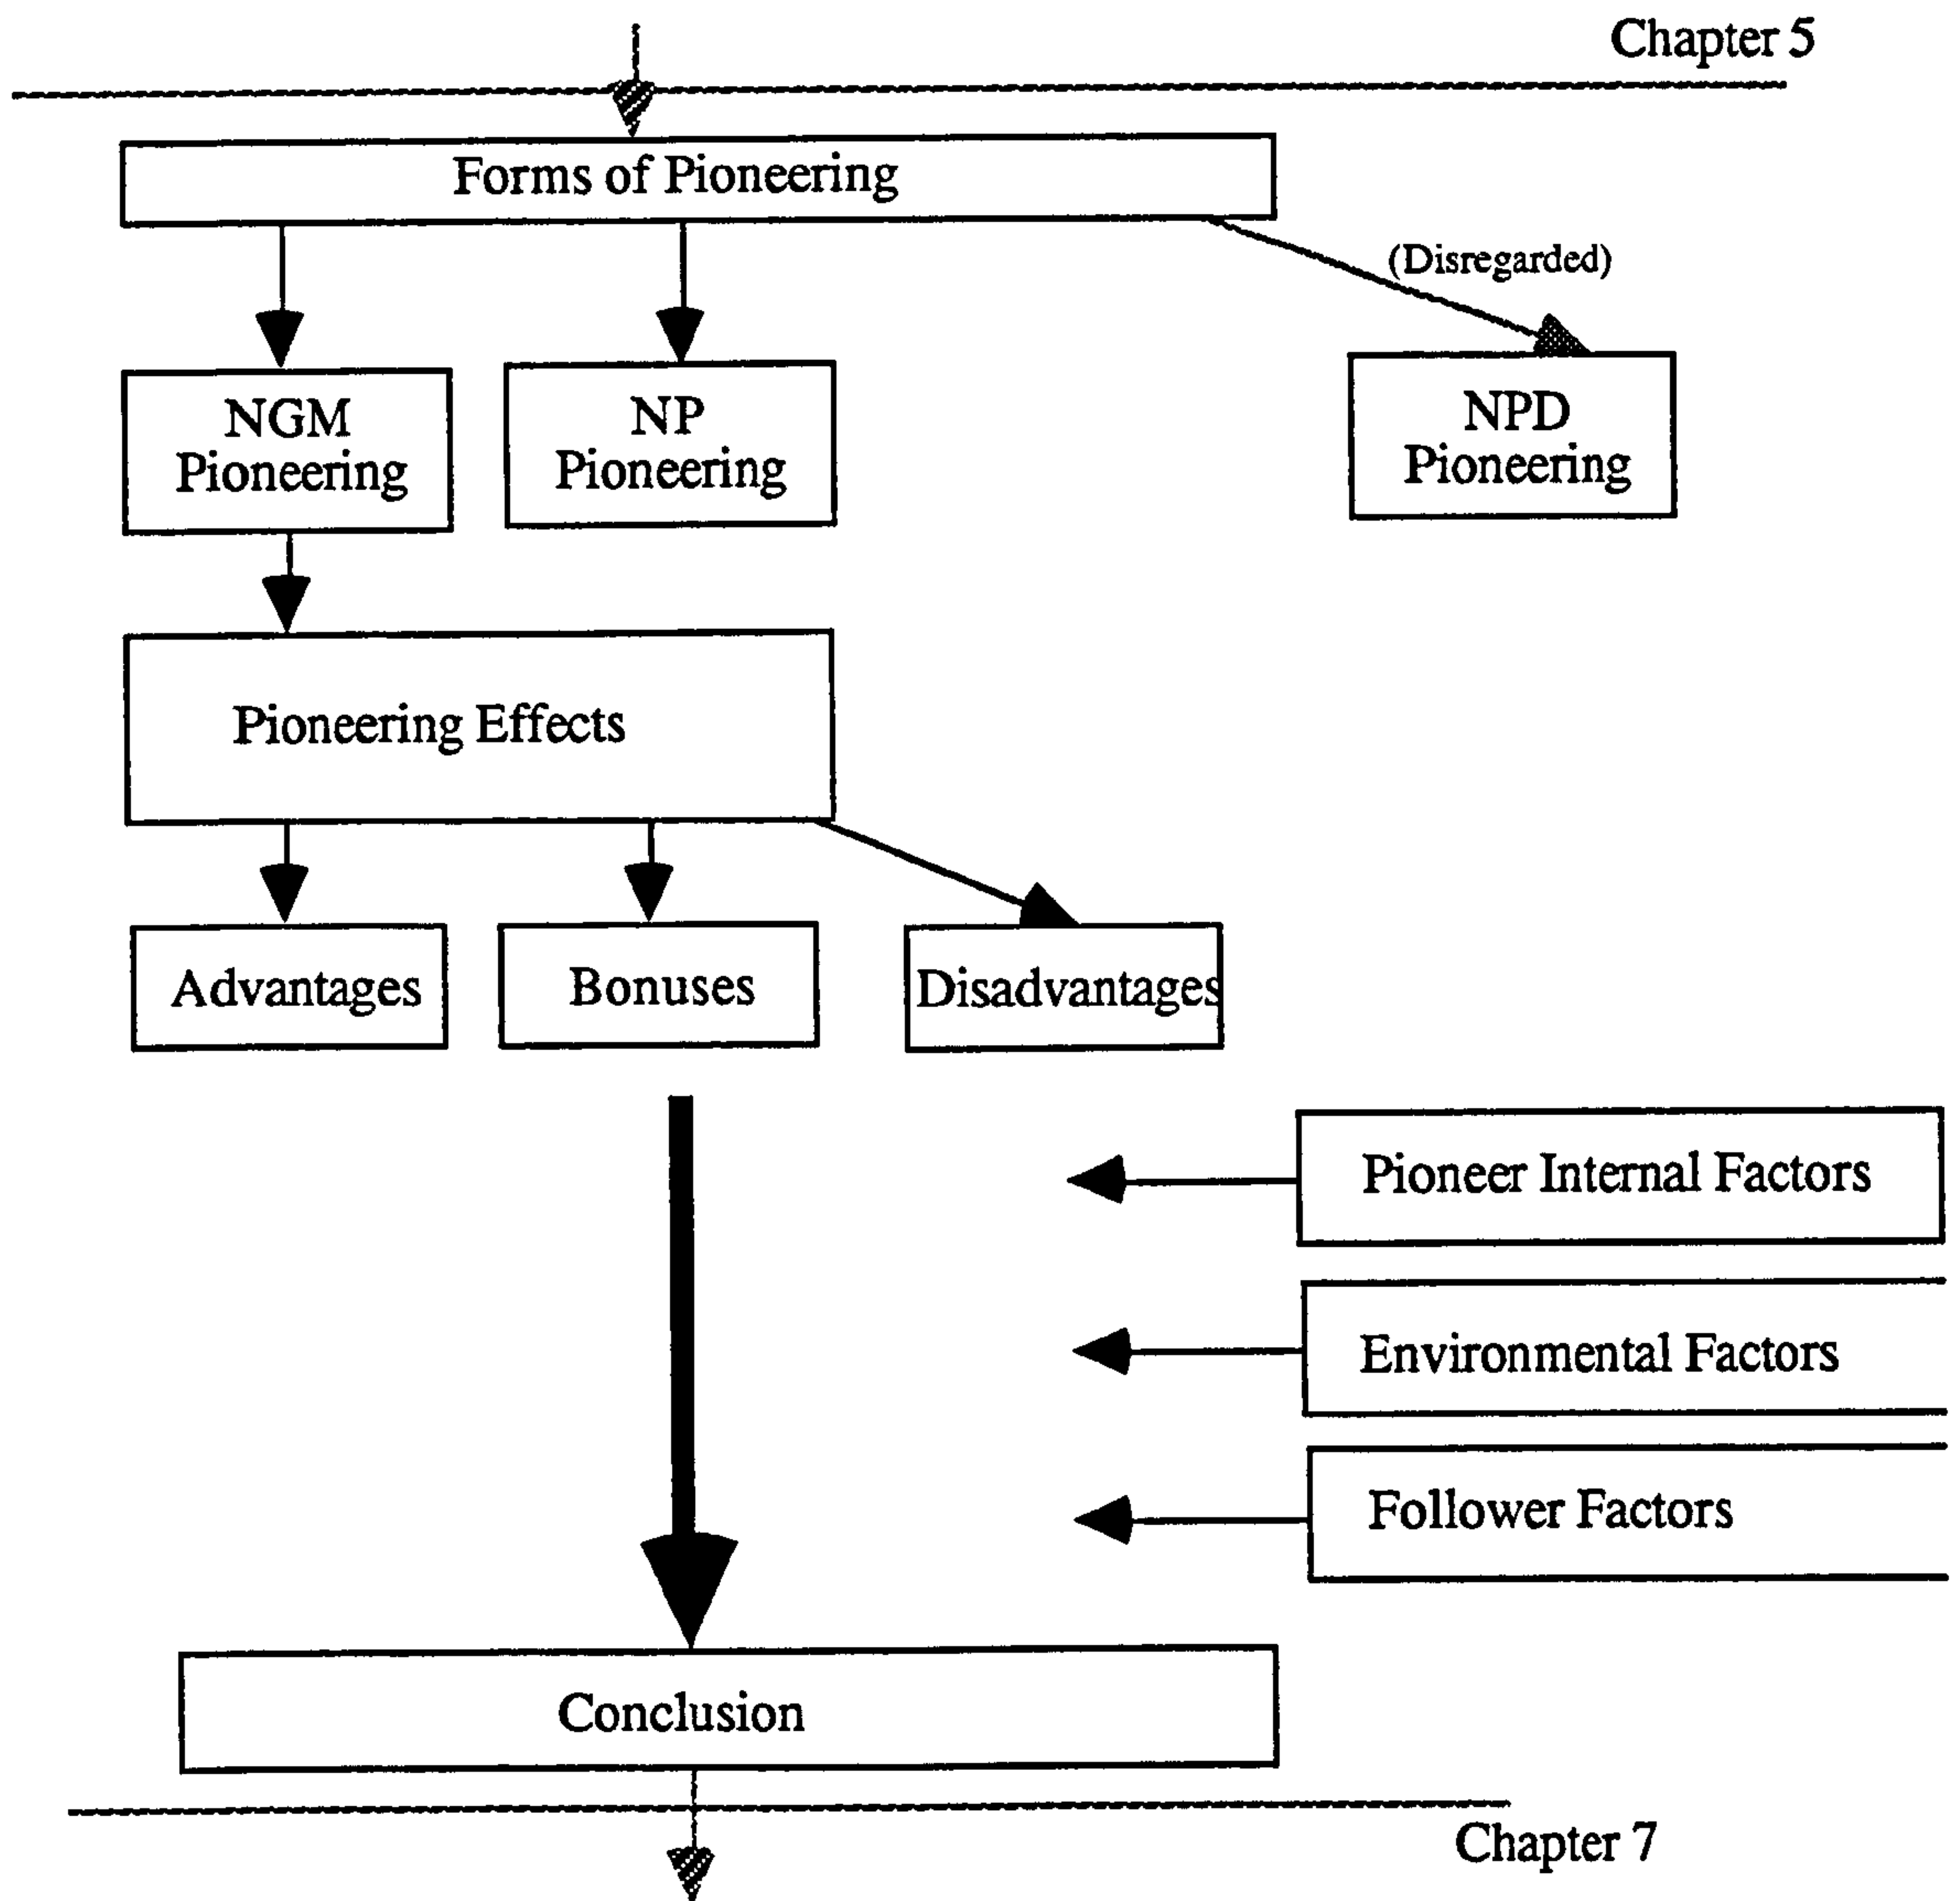 Chapter 5
Forms of Pioneering
(Disregarded)
NGM
Pioneering
NP
Pioneering
NPD
Pioneering
Pioneering Effects
Advantages
Bonuses
Disadvantages
Pioneer Internal Factors
Environmental Factors
Follower Factors
Conclusion
Chapter 7